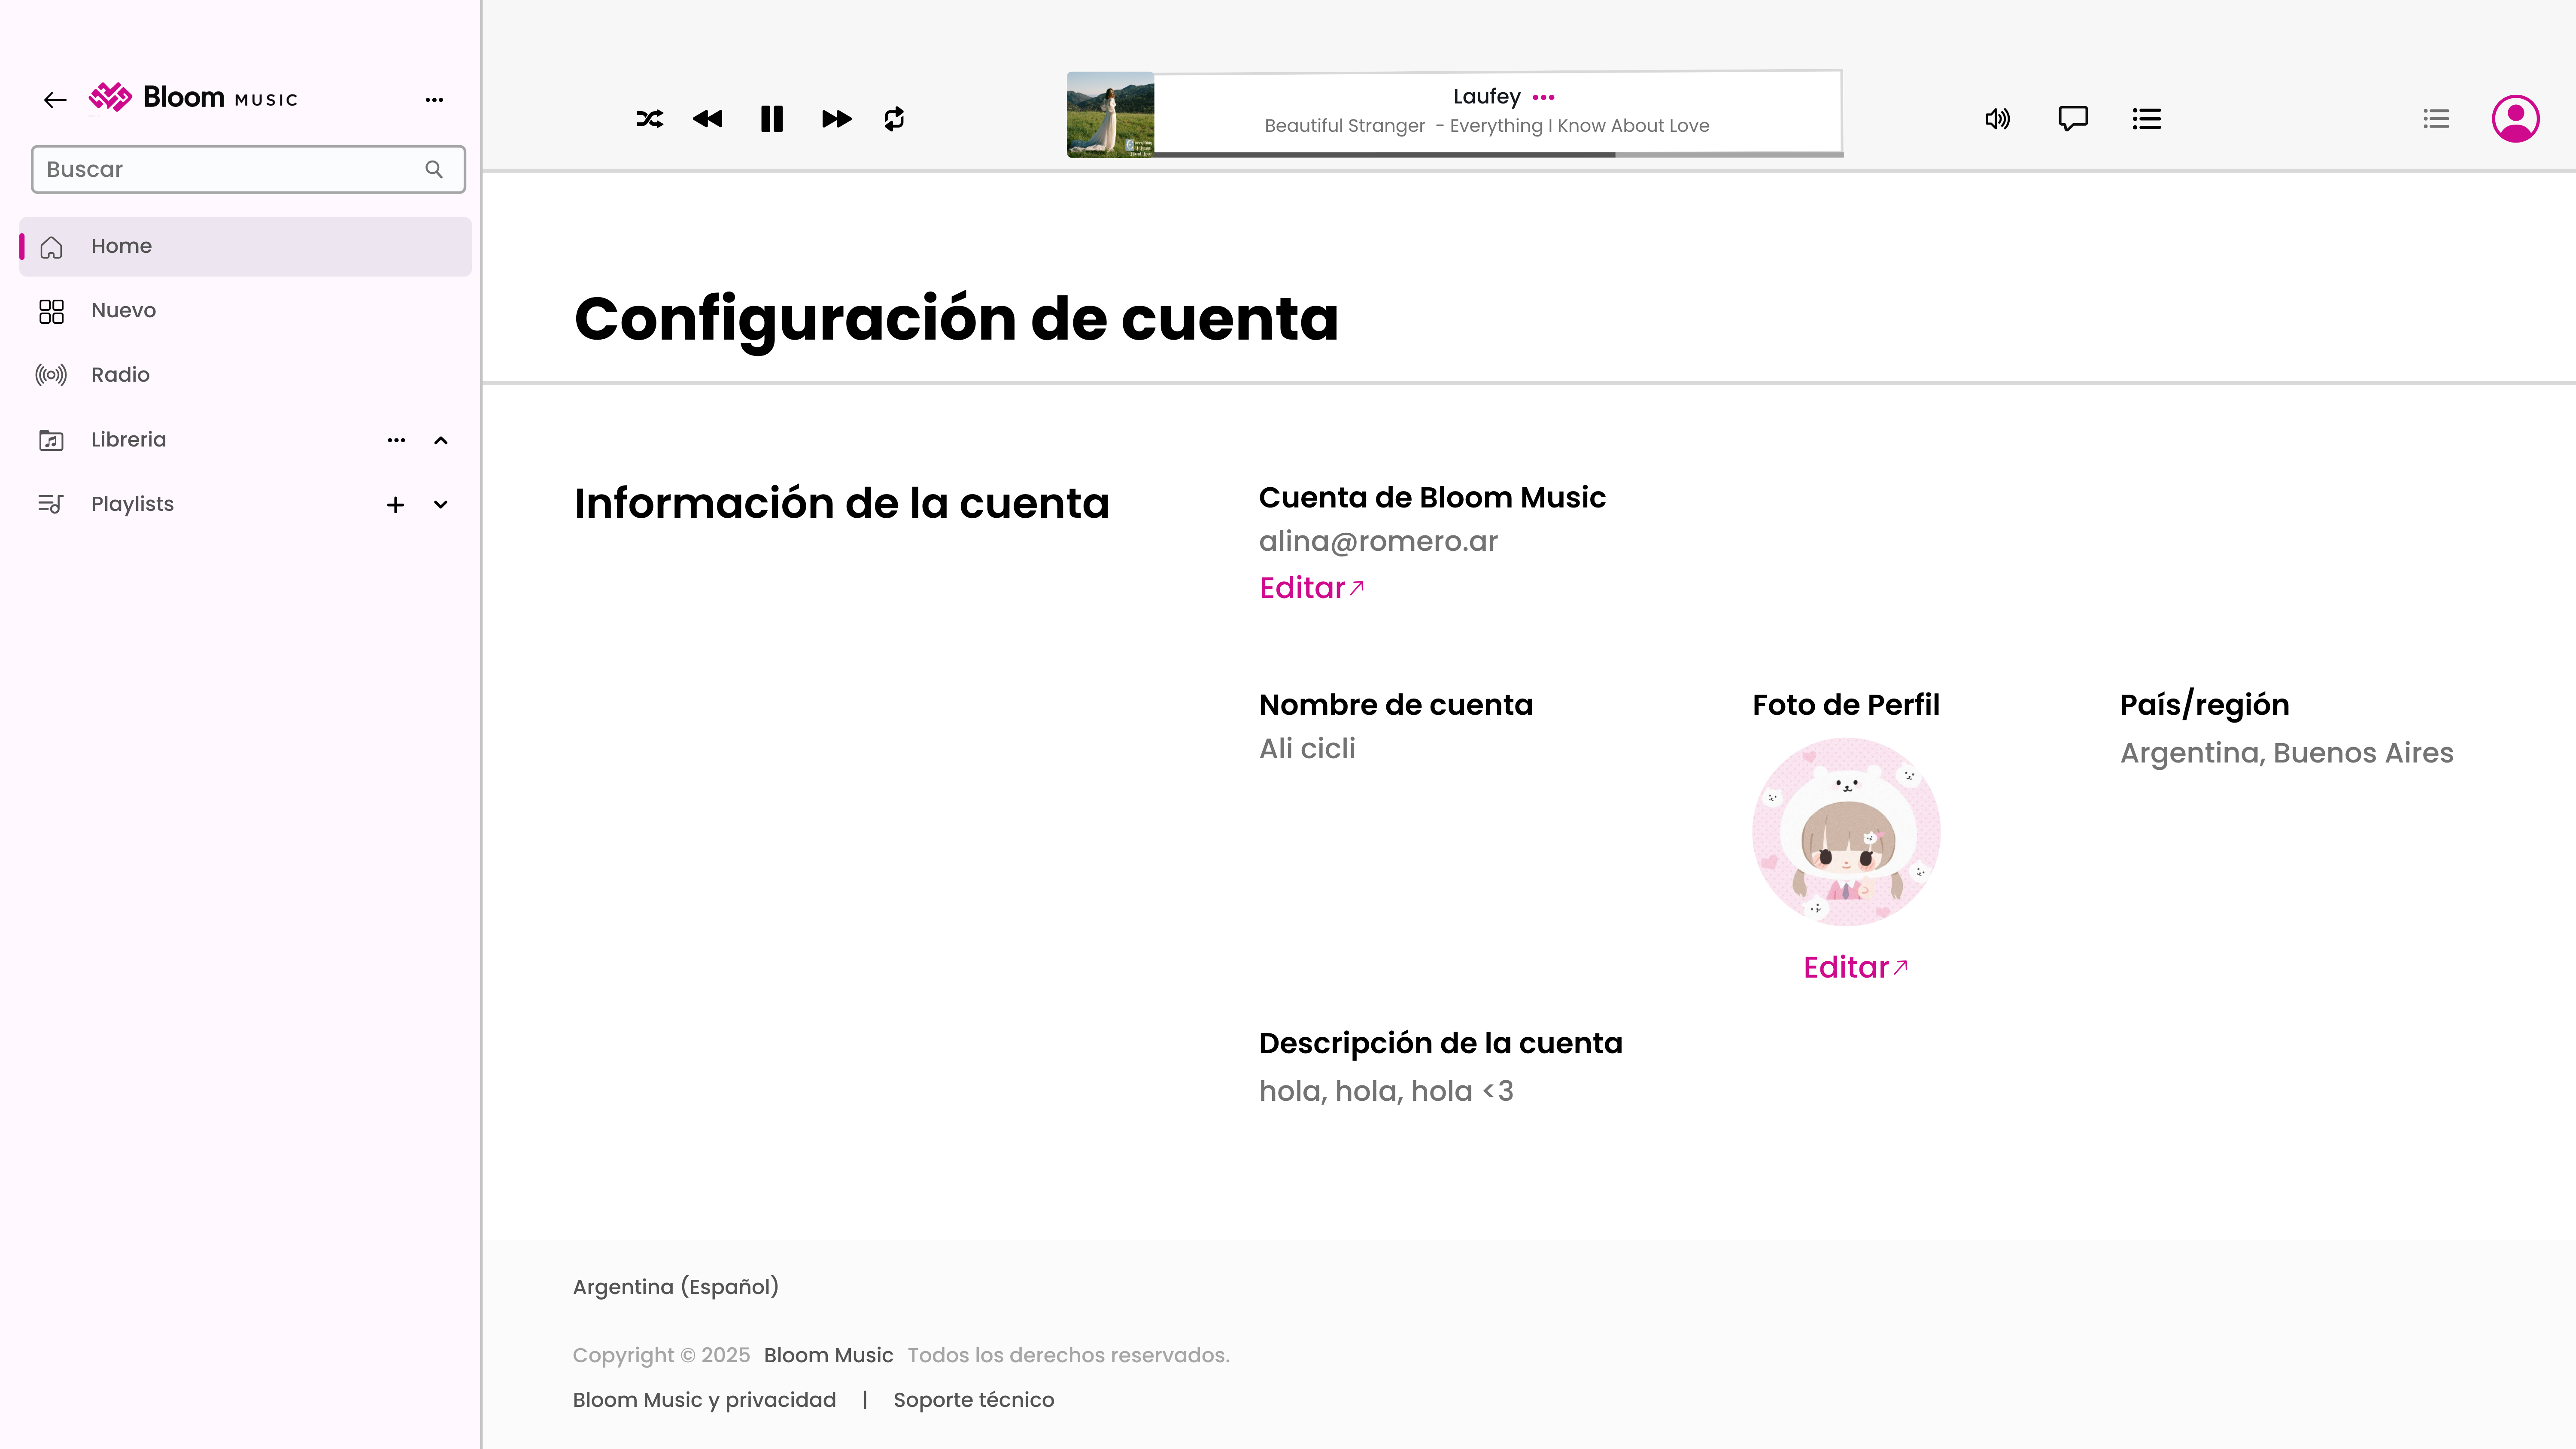 Bloom MUSIC
Buscar
Home
Nuevo
Radio
Libreria
Playlists
Laufey
Beautiful Stranger - Everything I Know About Love
Configuración de cuenta
Información de la cuenta
Cuenta de Bloom Music
alina@romero.ar
Editar
Nombre de cuenta
Ali cicli
Foto de Perfil
Editar
País/región
Argentina, Buenos Aires
Descripción de la cuenta
hola, hola, hola <3
Argentina (Español)
Copyright © 2025 Bloom Music Todos los derechos reservados.
Bloom Music y privacidad | Soporte técnico